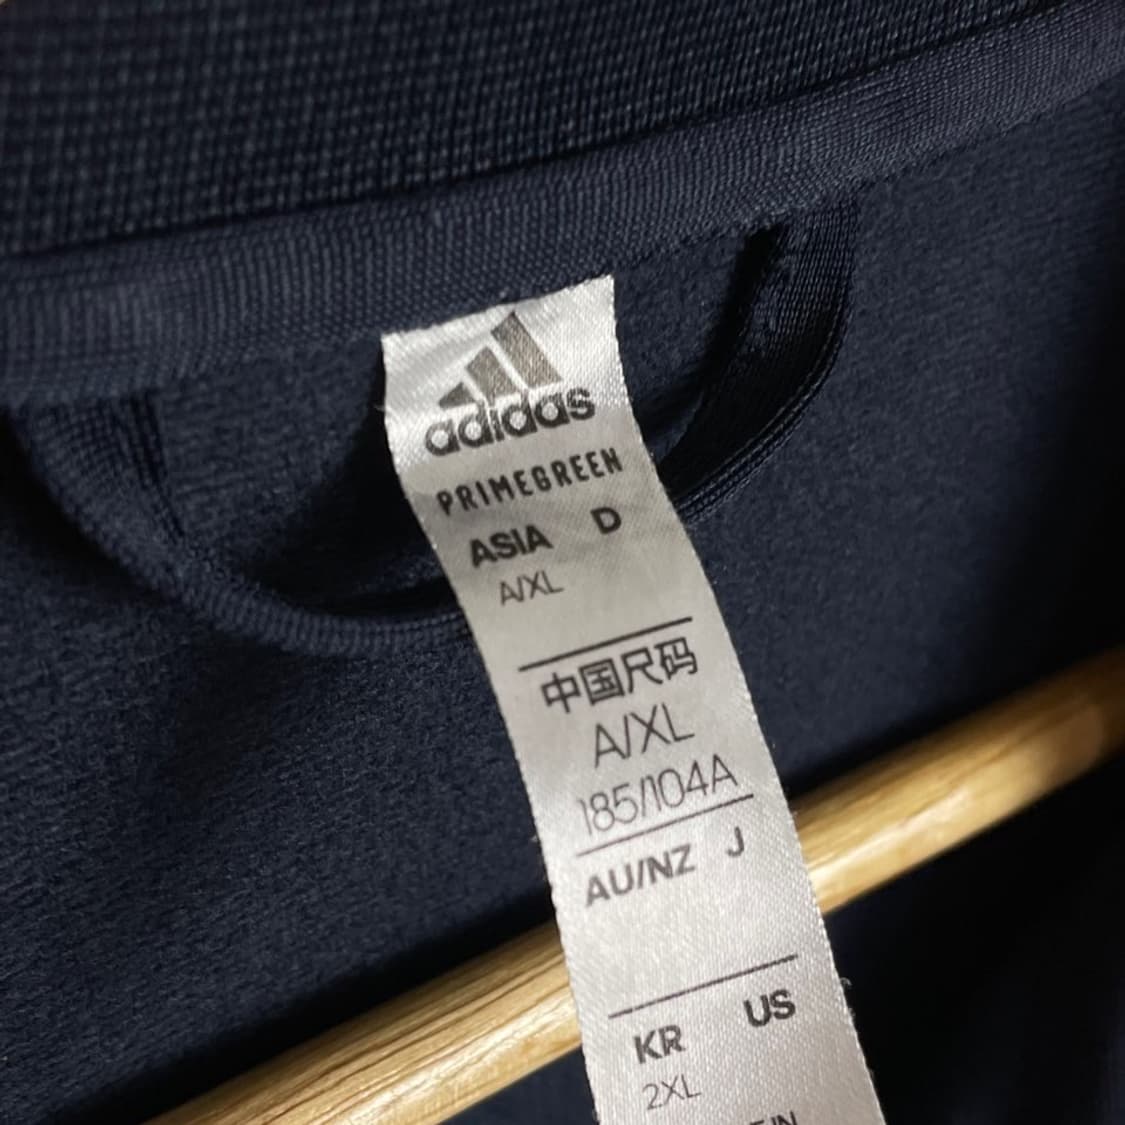 adidas
PRIMEGREEN
ASIA D
A/XL
中国尺码
A/XL
185/104A
AU/NZ J
KR US
2XL